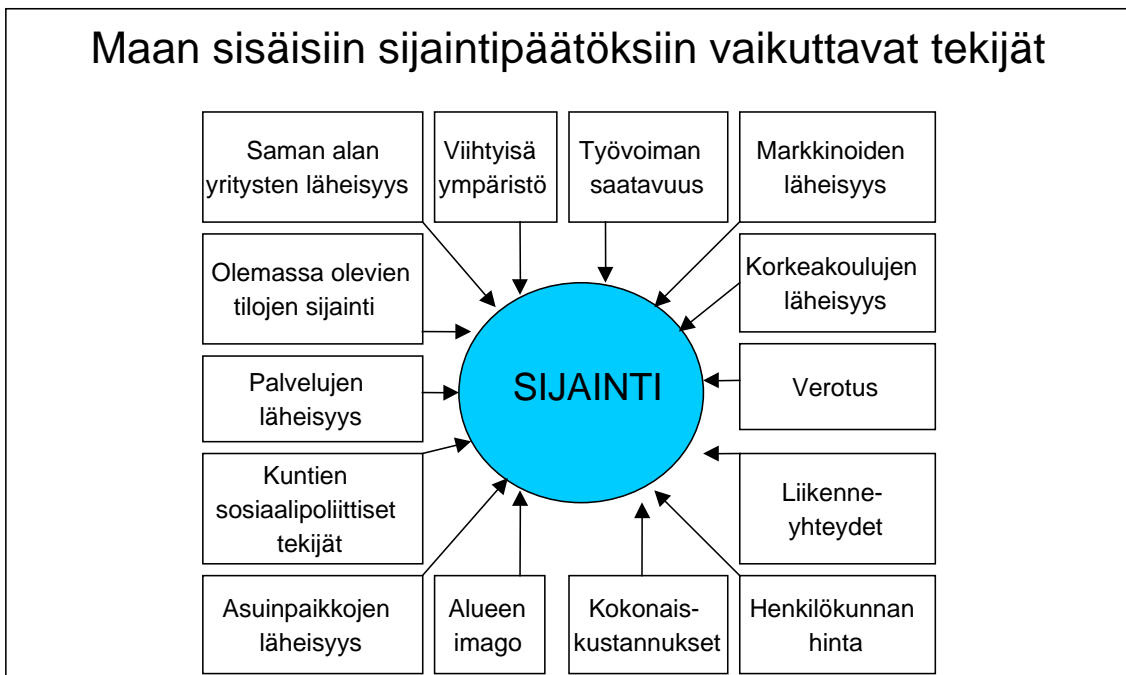 Maan sisäisiin sijaintipäätöksiin vaikuttavat tekijät
Saman alan
yritysten läheisyys
Viihtyisä
ympäristö
Työvoiman
saatavuus
Markkinoiden
läheisyys
Olemassa olevien
tilojen sijainti
Korkeakoulujen
läheisyys
Palvelujen
läheisyys
SIJAINTI
Verotus
Kuntien
sosiaalipoliittiset
tekijät
Liikenne-
yhteydet
Asuinpaikkojen
läheisyys
Alueen
imago
Kokonais-
kustannukset
Henkilökunnan
hinta